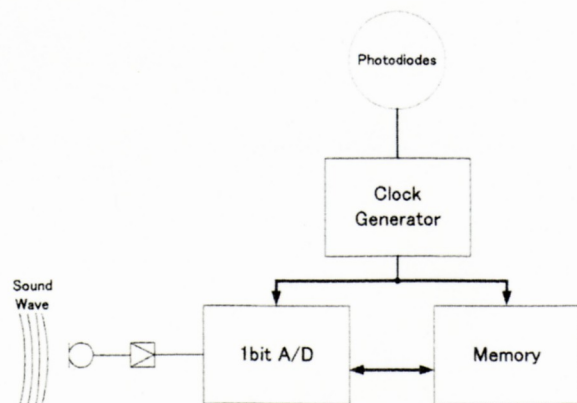 Photodiodes
Clock
Generator
Sound
Wave
1bit A/D
Memory